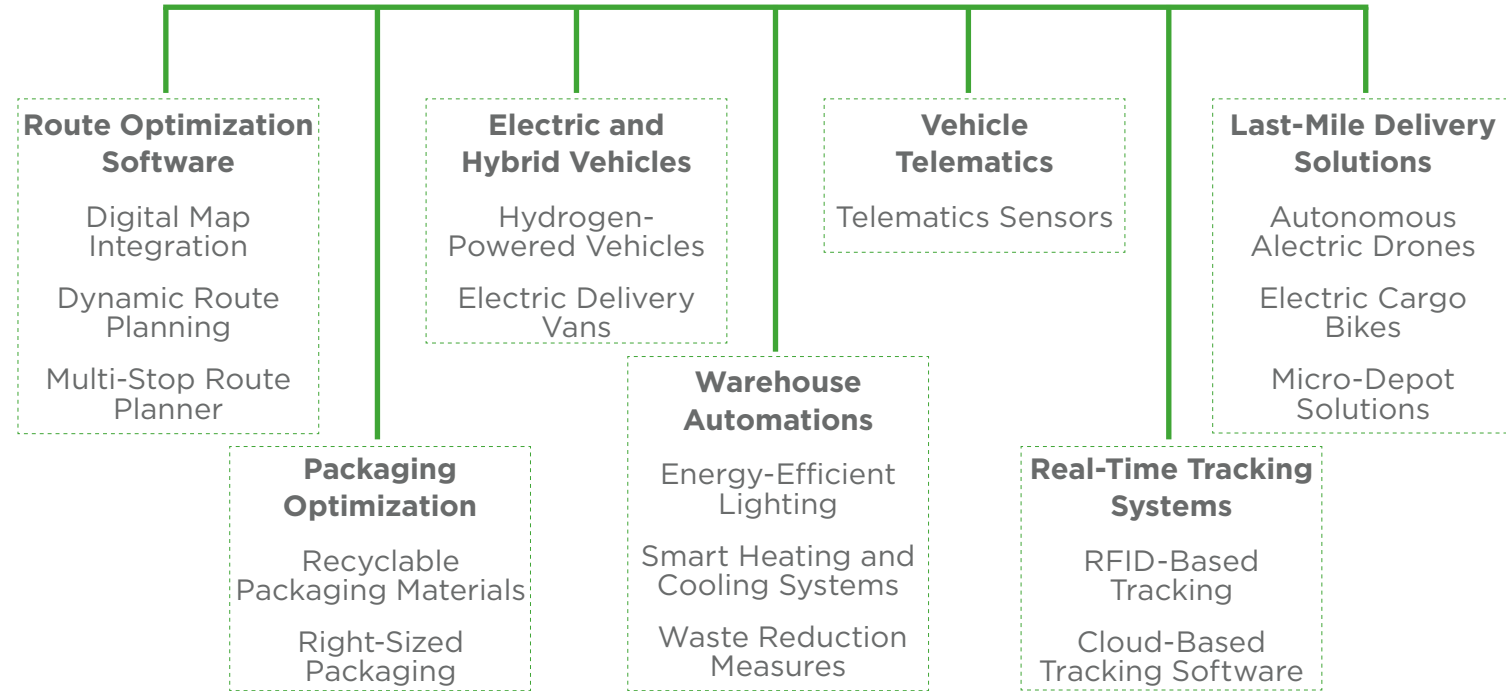 Route Optimization
Software
Digital Map
Integration
Dynamic Route
Planning
Multi-Stop Route
Planner
Packaging
Optimization
Recyclable
Packaging Materials
Right-Sized
Packaging
Electric and
Hybrid Vehicles
Hydrogen-
Powered Vehicles
Electric Delivery
Vans
Warehouse
Automations
Energy-Efficient
Lighting
Smart Heating and
Cooling Systems
Waste Reduction
Measures
Vehicle
Telematics
Telematics Sensors
Real-Time Tracking
Systems
RFID-Based
Tracking
Cloud-Based
Tracking Software
Last-Mile Delivery
Solutions
Autonomous
Alectric Drones
Electric Cargo
Bikes
Micro-Depot
Solutions